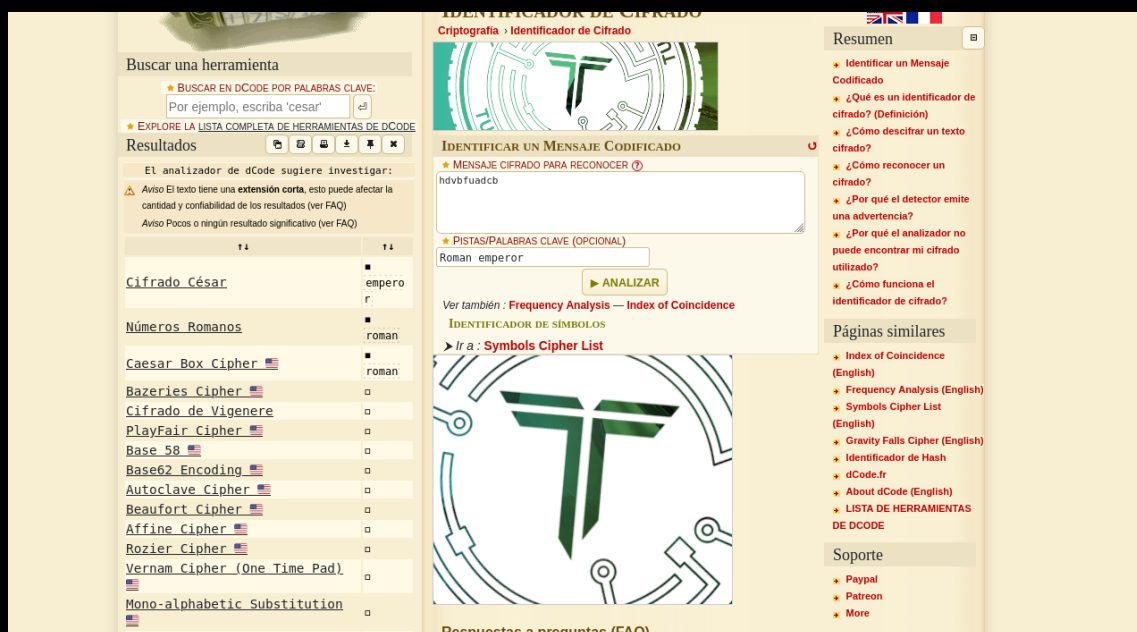 Buscar una herramienta
★ Buscar en dCode por palabras clave:
Por ejemplo, escriba 'cesar'
★ Explore la lista completa de herramientas de dCode
Resultados
El analizador de dCode sugiere investigar:
Aviso El texto tiene una extensión corta, esto puede afectar la
cantidad y confiabilidad de los resultados (ver FAQ)
Aviso Pocos o ningún resultado significativo (ver FAQ)
↑↓ ↑↓
Cifrado César ■ emperor
Números Romanos ■ roman
Caesar Box Cipher ■ roman
Bazeries Cipher
Cifrado de Vigenere
PlayFair Cipher
Base 58
Base62 Encoding
Autoclave Cipher
Beaufort Cipher
Affine Cipher
Rozier Cipher
Vernam Cipher (One Time Pad)
Mono-alphabetic Substitution
Identificador de Cifrado
Criptografía › Identificador de Cifrado
Identificar un Mensaje Codificado
★ Mensaje cifrado para reconocer ?
hdvbfuadcb
★ Pistas/Palabras clave (opcional)
Roman emperor
▶ ANALIZAR
Ver también : Frequency Analysis — Index of Coincidence
Identificador de símbolos
➤ Ir a : Symbols Cipher List
Respuestas a preguntas (FAQ)
Resumen
Identificar un Mensaje
Codificado
¿Qué es un identificador de
cifrado? (Definición)
¿Cómo descifrar un texto
cifrado?
¿Cómo reconocer un
cifrado?
¿Por qué el detector emite
una advertencia?
¿Por qué el analizador no
puede encontrar mi cifrado
utilizado?
¿Cómo funciona el
identificador de cifrado?
Páginas similares
Index of Coincidence
(English)
Frequency Analysis (English)
Symbols Cipher List
(English)
Gravity Falls Cipher (English)
Identificador de Hash
dCode.fr
About dCode (English)
LISTA DE HERRAMIENTAS
DE DCODE
Soporte
Paypal
Patreon
More